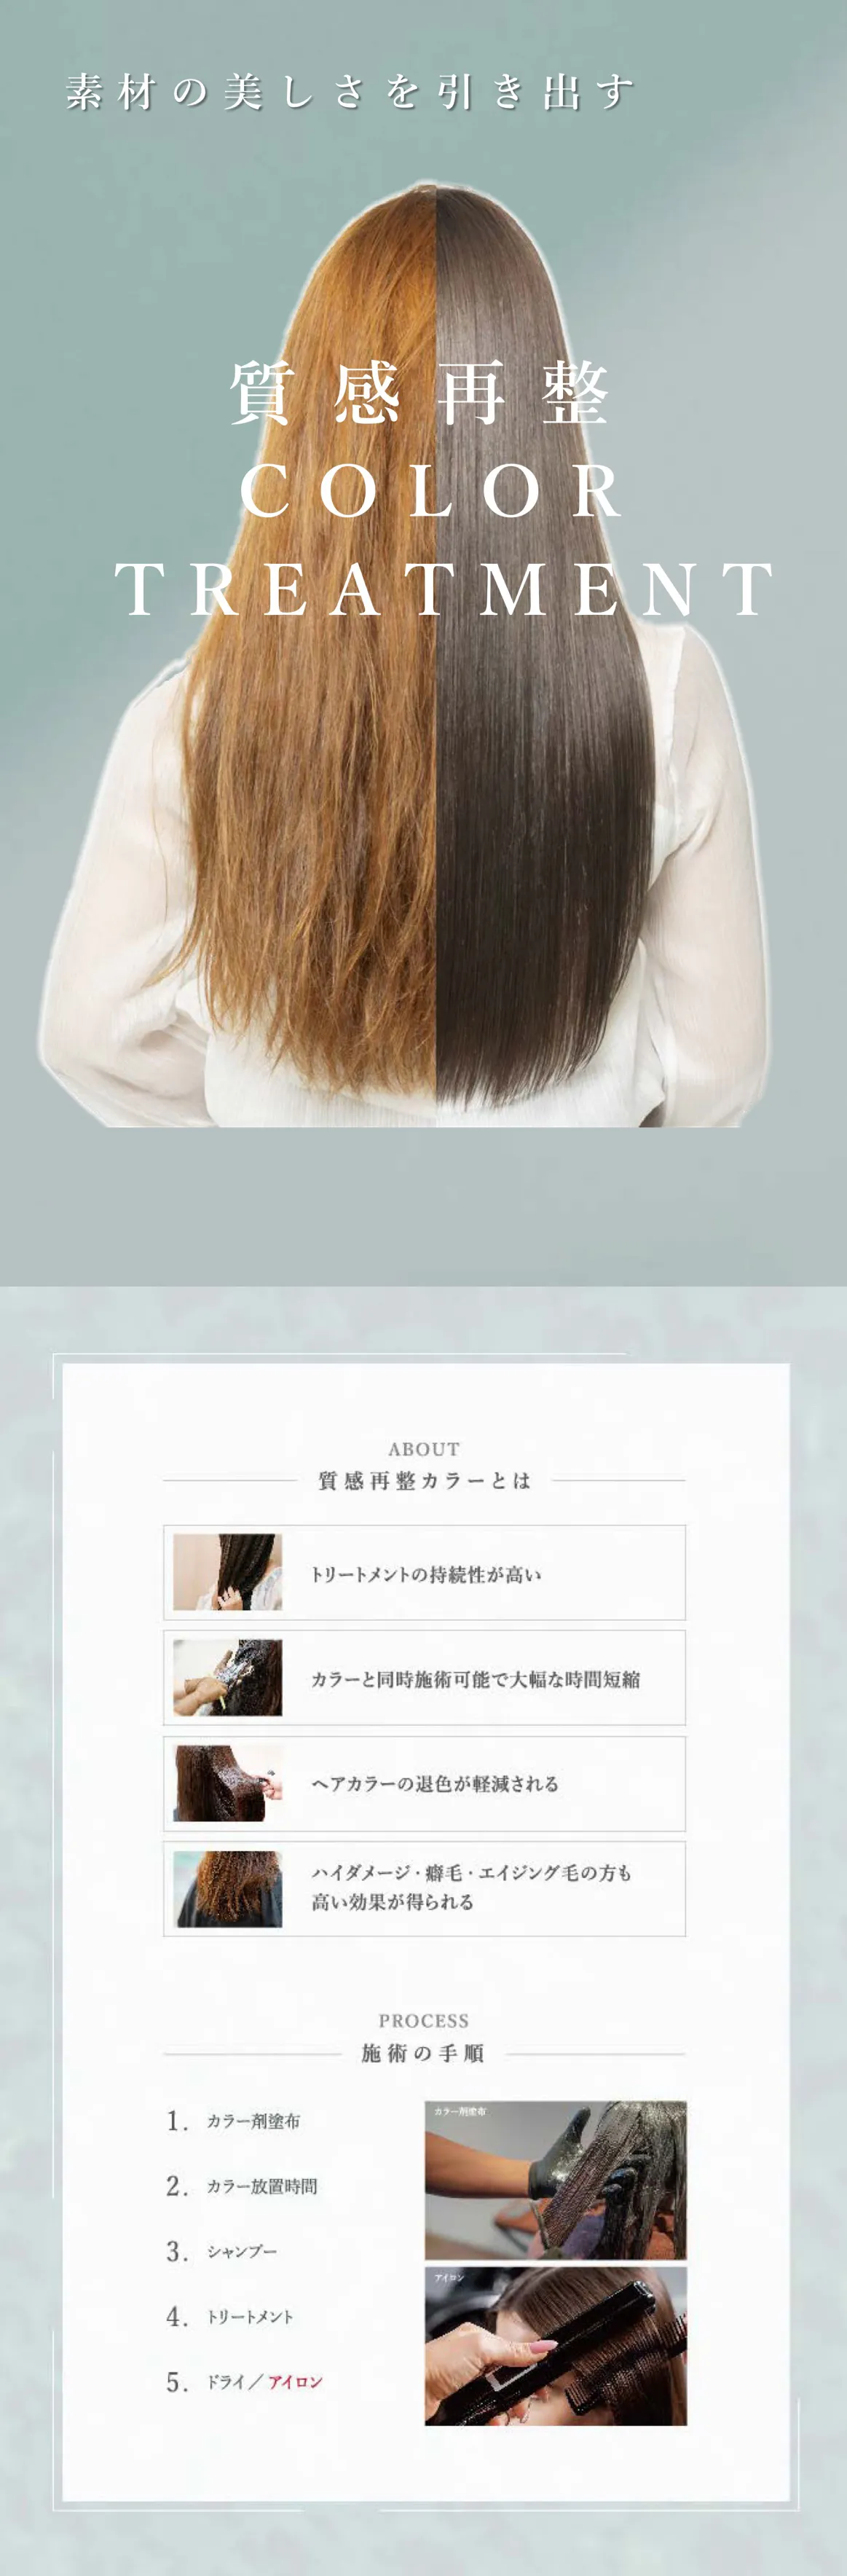 素材の美しさを引き出す
質感再整
COLOR
TREATMENT
ABOUT
質感再整カラーとは
トリートメントの持続性が高い
カラーと同時施術可能で大幅な時間短縮
ヘアカラーの退色が軽減される
ハイダメージ・癖毛・エイジング毛の方も
高い効果が得られる
PROCESS
施術の手順
1. カラー剤塗布
2. カラー放置時間
3. シャンプー
4. トリートメント
5. ドライ／アイロン
カラー剤塗布
アイロン